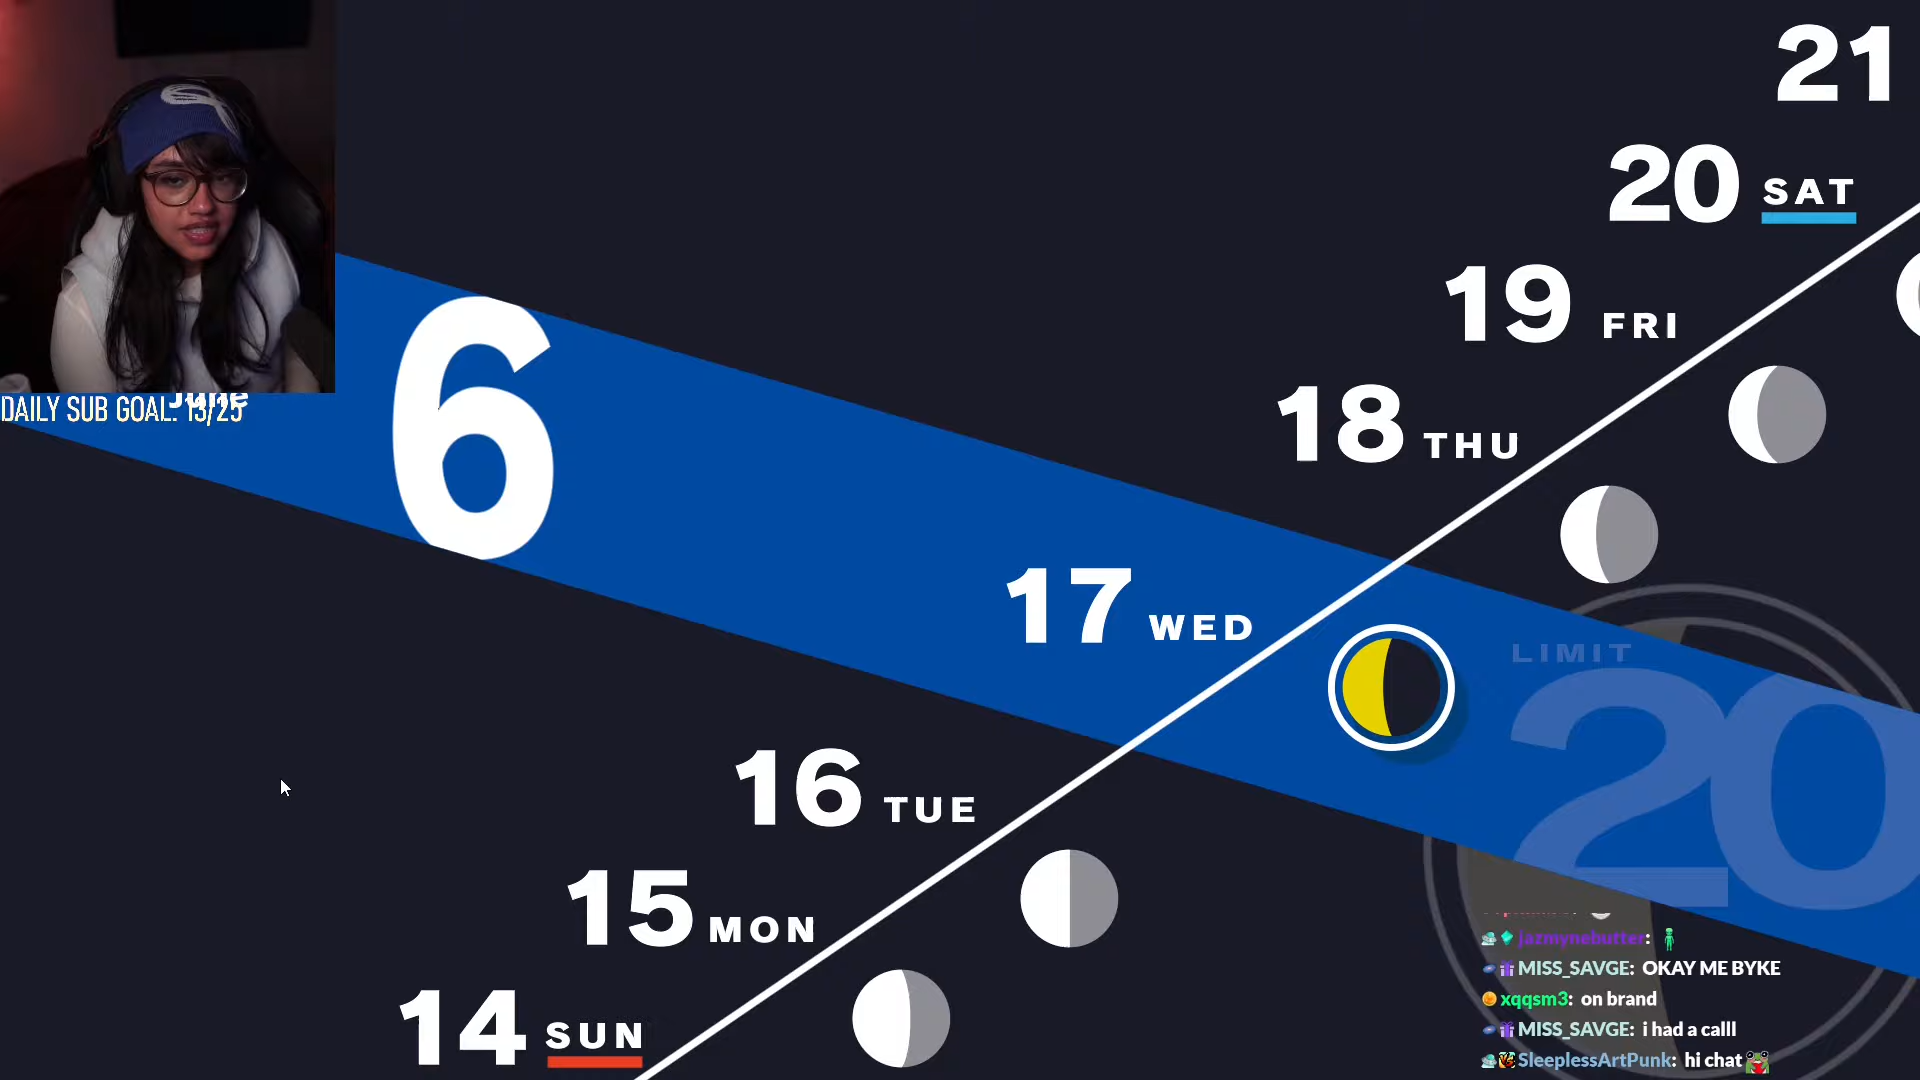 21
20 SAT
19 FRI
18 THU
17 WED
16 TUE
15 MON
14 SUN
6
June
DAILY SUB GOAL: 13/25
LIMIT
20
jazmynebutter:
MISS_SAVGE: OKAY ME BYKE
xqqsm3: on brand
MISS_SAVGE: i had a calll
SleeplessArtPunk: hi chat